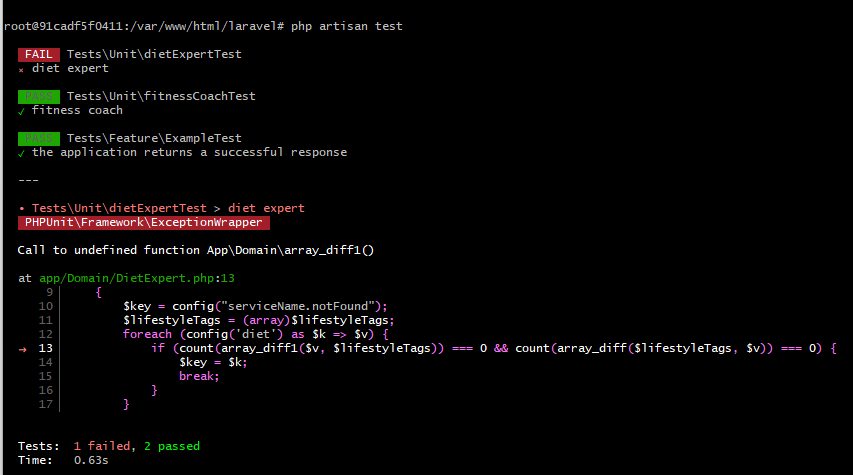 root@91cadf5f0411:/var/www/html/laravel# php artisan test
FAIL Tests\Unit\dietExpertTest
⨯ diet expert
PASS Tests\Unit\fitnessCoachTest
✓ fitness coach
PASS Tests\Feature\ExampleTest
✓ the application returns a successful response
---
• Tests\Unit\dietExpertTest > diet expert
PHPUnit\Framework\ExceptionWrapper
Call to undefined function App\Domain\array_diff1()
at app/Domain/DietExpert.php:13
9 {
10 $key = config("serviceName.notFound");
11 $lifestyleTags = (array)$lifestyleTags;
12 foreach (config('diet') as $k => $v) {
→ 13 if (count(array_diff1($v, $lifestyleTags)) === 0 && count(array_diff($lifestyleTags, $v)) === 0) {
14 $key = $k;
15 break;
16 }
17 }
Tests: 1 failed, 2 passed
Time: 0.63s